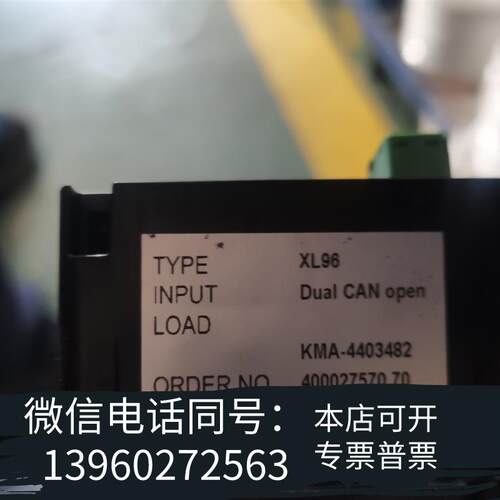 TYPE XL96
INPUT Dual CAN open
LOAD
KMA-4403482
ORDER NO. 400027570.70
微信电话同号：
13960272563
本店可开
专票普票